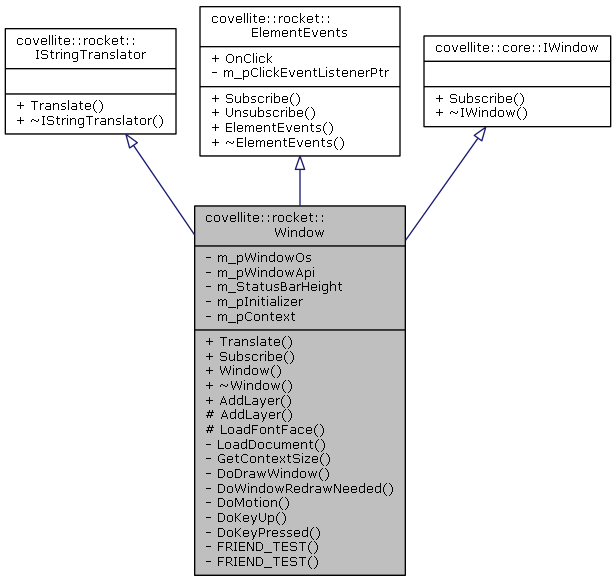 covellite::rocket::
IStringTranslator
+ Translate()
+ ~IStringTranslator()
covellite::rocket::
ElementEvents
+ OnClick
- m_pClickEventListenerPtr
+ Subscribe()
+ Unsubscribe()
+ ElementEvents()
+ ~ElementEvents()
covellite::core::IWindow
+ Subscribe()
+ ~IWindow()
covellite::rocket::
Window
- m_pWindowOs
- m_pWindowApi
- m_StatusBarHeight
- m_pInitializer
- m_pContext
+ Translate()
+ Subscribe()
+ Window()
+ ~Window()
+ AddLayer()
# AddLayer()
# LoadFontFace()
- LoadDocument()
- GetContextSize()
- DoDrawWindow()
- DoWindowRedrawNeeded()
- DoMotion()
- DoKeyUp()
- DoKeyPressed()
- FRIEND_TEST()
- FRIEND_TEST()